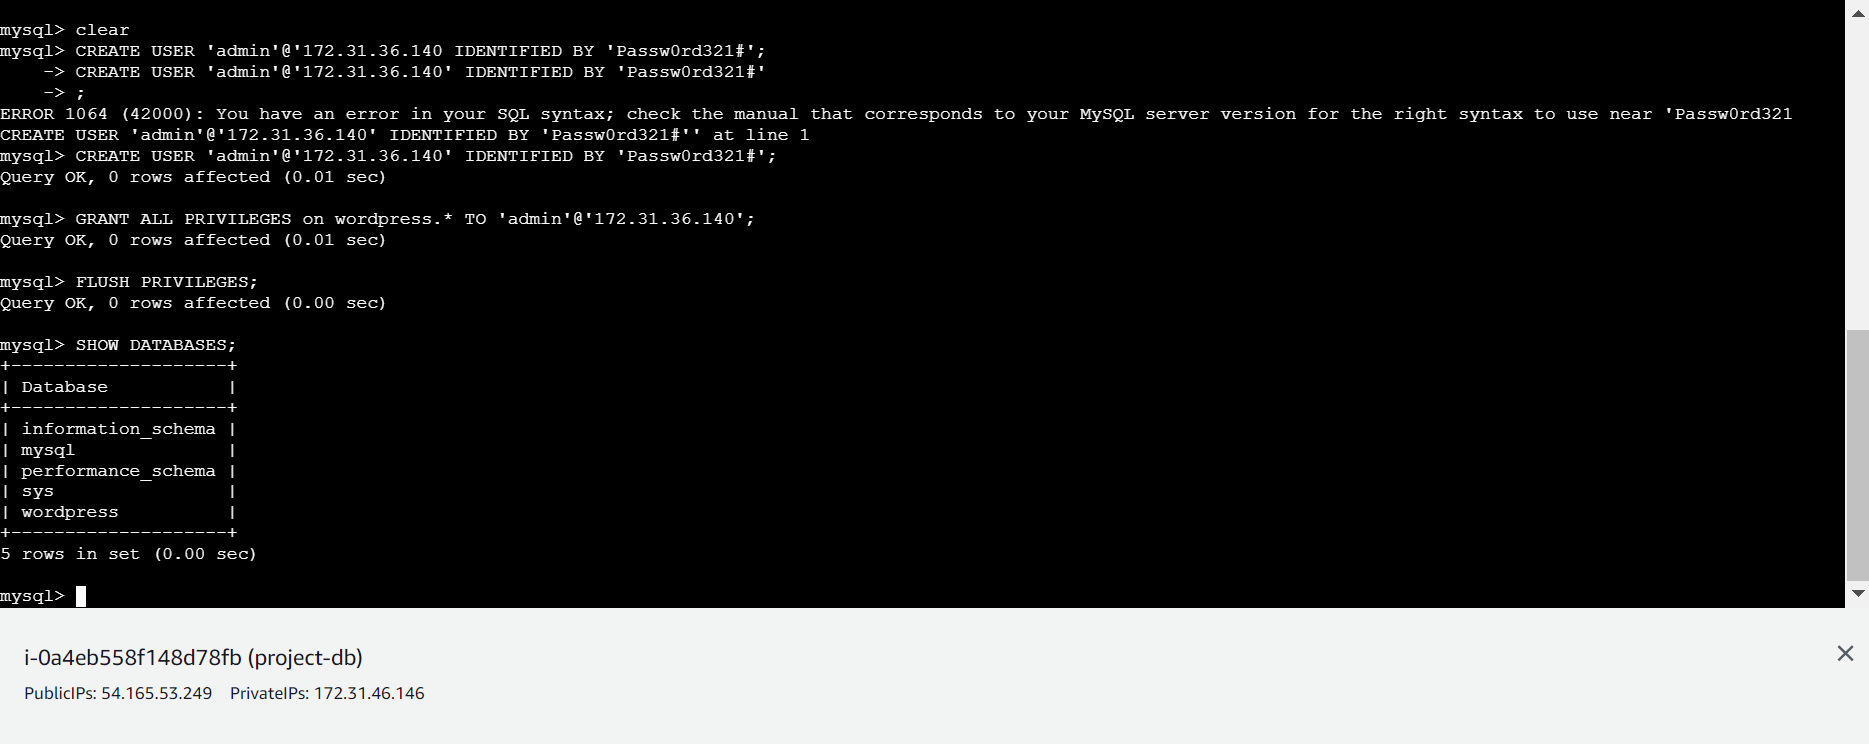 mysql> clear
mysql> CREATE USER 'admin'@'172.31.36.140 IDENTIFIED BY 'Passw0rd321#';
    -> CREATE USER 'admin'@'172.31.36.140' IDENTIFIED BY 'Passw0rd321#'
    -> ;
ERROR 1064 (42000): You have an error in your SQL syntax; check the manual that corresponds to your MySQL server version for the right syntax to use near 'Passw0rd321
CREATE USER 'admin'@'172.31.36.140' IDENTIFIED BY 'Passw0rd321#'' at line 1
mysql> CREATE USER 'admin'@'172.31.36.140' IDENTIFIED BY 'Passw0rd321#';
Query OK, 0 rows affected (0.01 sec)

mysql> GRANT ALL PRIVILEGES on wordpress.* TO 'admin'@'172.31.36.140';
Query OK, 0 rows affected (0.01 sec)

mysql> FLUSH PRIVILEGES;
Query OK, 0 rows affected (0.00 sec)

mysql> SHOW DATABASES;
+--------------------+
| Database           |
+--------------------+
| information_schema |
| mysql              |
| performance_schema |
| sys                |
| wordpress          |
+--------------------+
5 rows in set (0.00 sec)

mysql>
i-0a4eb558f148d78fb (project-db)
PublicIPs: 54.165.53.249 PrivateIPs: 172.31.46.146